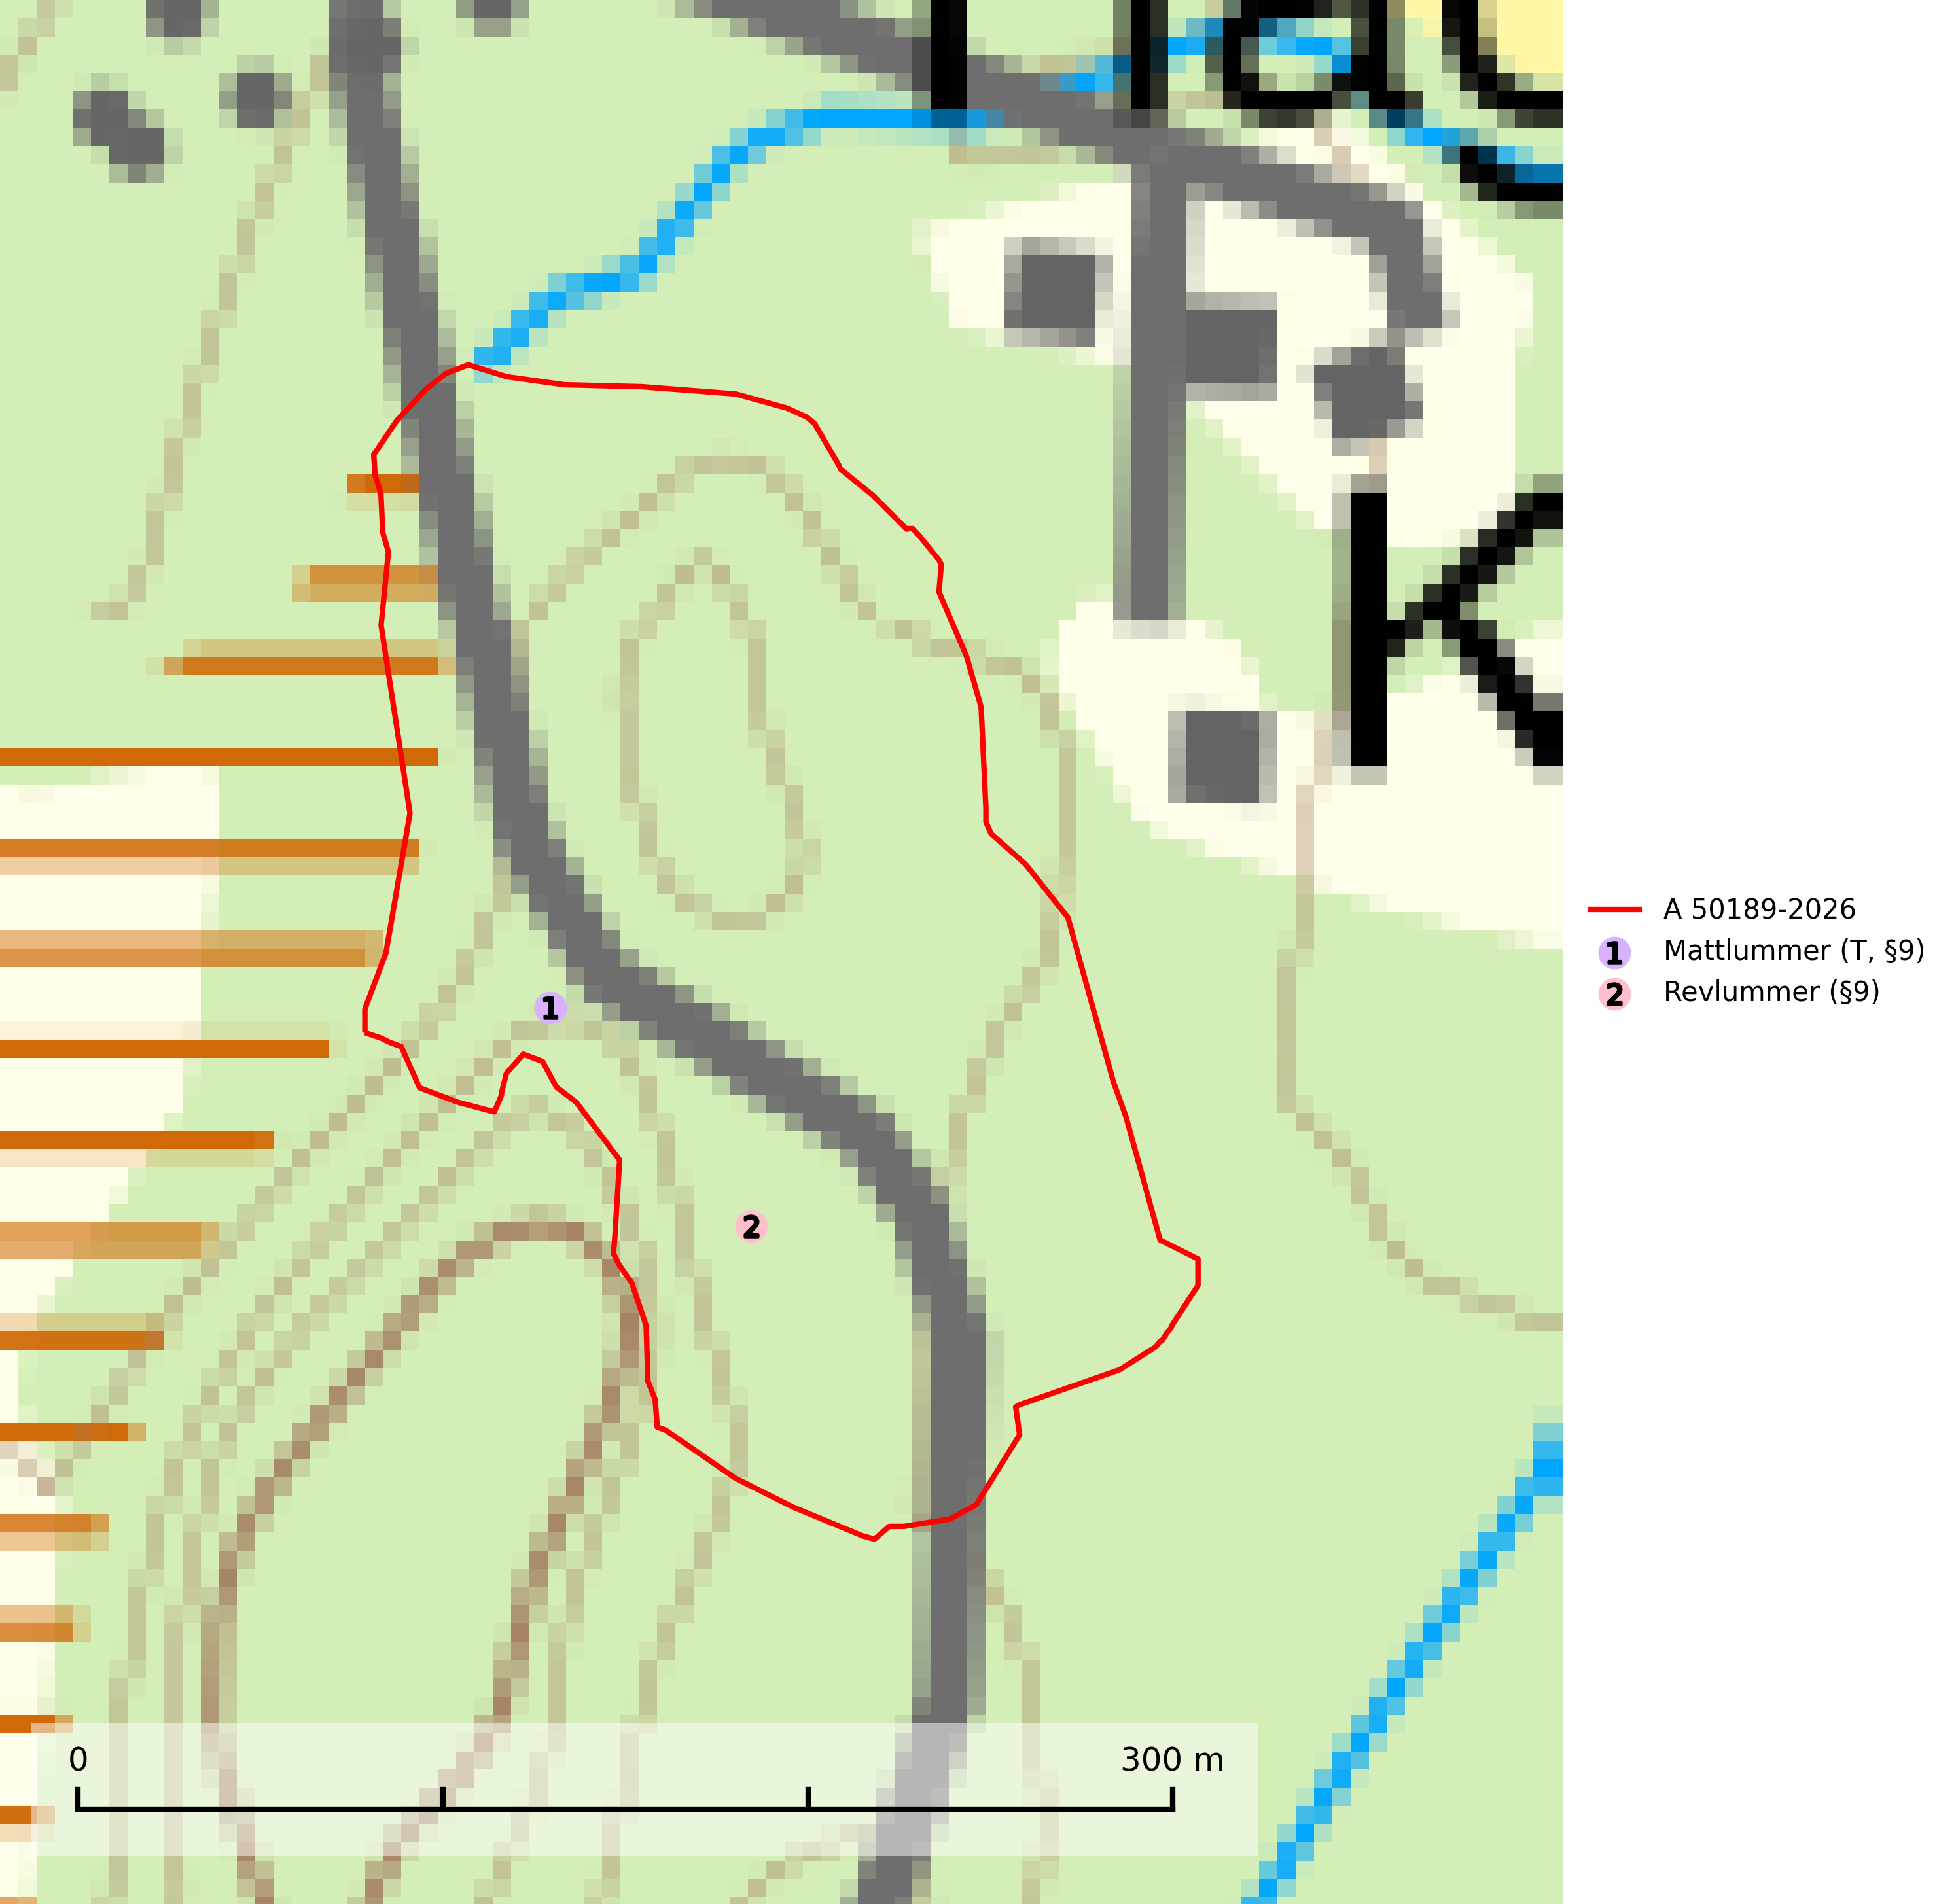 A 50189-2026
1 Mattlummer (T, §9)
2 Revlummer (§9)
1
2
0 300 m